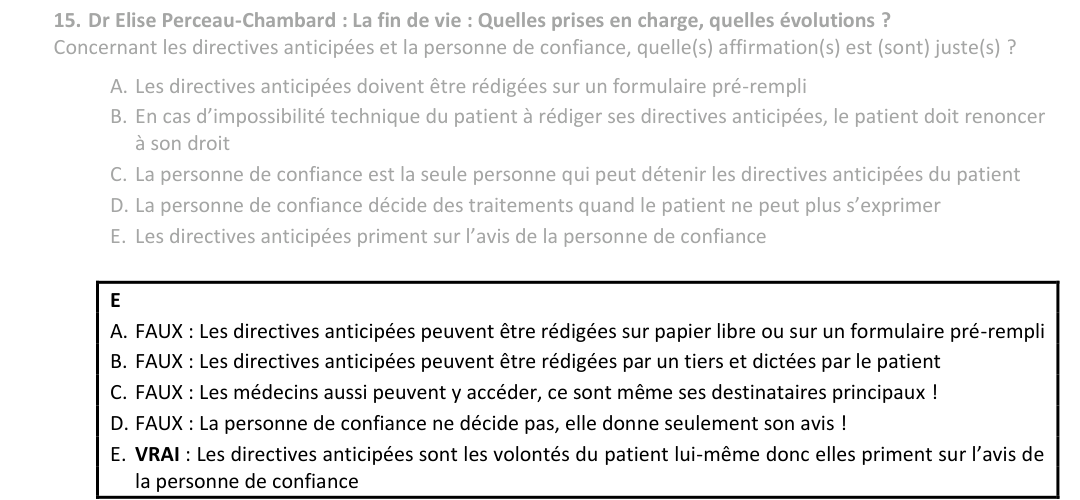 15. Dr Elise Perceau-Chambard : La fin de vie : Quelles prises en charge, quelles évolutions ?
Concernant les directives anticipées et la personne de confiance, quelle(s) affirmation(s) est (sont) juste(s) ?
A. Les directives anticipées doivent être rédigées sur un formulaire pré-rempli
B. En cas d’impossibilité technique du patient à rédiger ses directives anticipées, le patient doit renoncer
à son droit
C. La personne de confiance est la seule personne qui peut détenir les directives anticipées du patient
D. La personne de confiance décide des traitements quand le patient ne peut plus s’exprimer
E. Les directives anticipées priment sur l’avis de la personne de confiance
E
A. FAUX : Les directives anticipées peuvent être rédigées sur papier libre ou sur un formulaire pré-rempli
B. FAUX : Les directives anticipées peuvent être rédigées par un tiers et dictées par le patient
C. FAUX : Les médecins aussi peuvent y accéder, ce sont même ses destinataires principaux !
D. FAUX : La personne de confiance ne décide pas, elle donne seulement son avis !
E. VRAI : Les directives anticipées sont les volontés du patient lui-même donc elles priment sur l’avis de
la personne de confiance